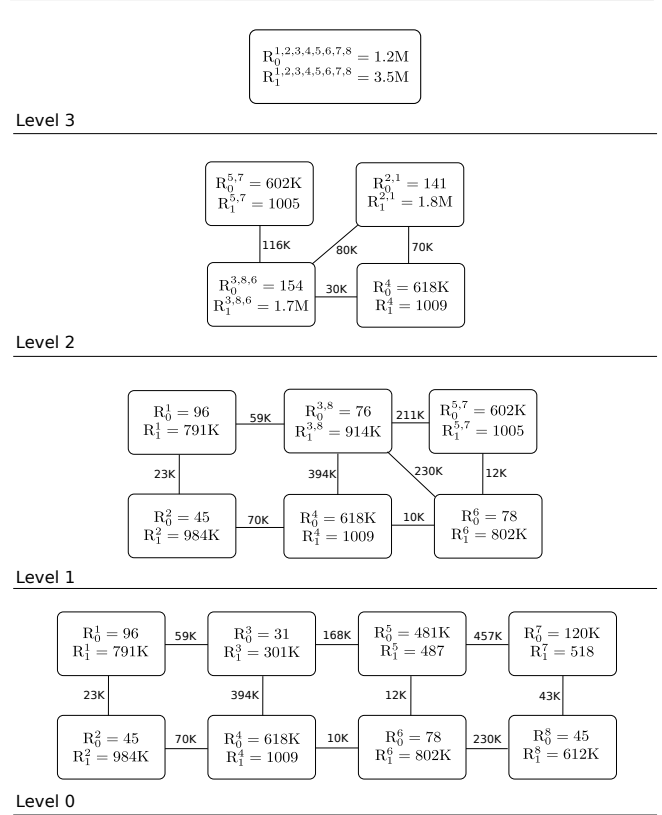 R₀^{1,2,3,4,5,6,7,8} = 1.2M
R₁^{1,2,3,4,5,6,7,8} = 3.5M
Level 3
R₀^{5,7} = 602K
R₁^{5,7} = 1005
R₀^{2,1} = 141
R₁^{2,1} = 1.8M
116K
80K
70K
R₀^{3,8,6} = 154
R₁^{3,8,6} = 1.7M
30K
R₀^{4} = 618K
R₁^{4} = 1009
Level 2
R₀^{1} = 96
R₁^{1} = 791K
59K
R₀^{3,8} = 76
R₁^{3,8} = 914K
211K
R₀^{5,7} = 602K
R₁^{5,7} = 1005
23K
394K
230K
12K
R₀^{2} = 45
R₁^{2} = 984K
70K
R₀^{4} = 618K
R₁^{4} = 1009
10K
R₀^{6} = 78
R₁^{6} = 802K
Level 1
R₀^{1} = 96
R₁^{1} = 791K
59K
R₀^{3} = 31
R₁^{3} = 301K
168K
R₀^{5} = 481K
R₁^{5} = 487
457K
R₀^{7} = 120K
R₁^{7} = 518
23K
394K
12K
43K
R₀^{2} = 45
R₁^{2} = 984K
70K
R₀^{4} = 618K
R₁^{4} = 1009
10K
R₀^{6} = 78
R₁^{6} = 802K
230K
R₀^{8} = 45
R₁^{8} = 612K
Level 0